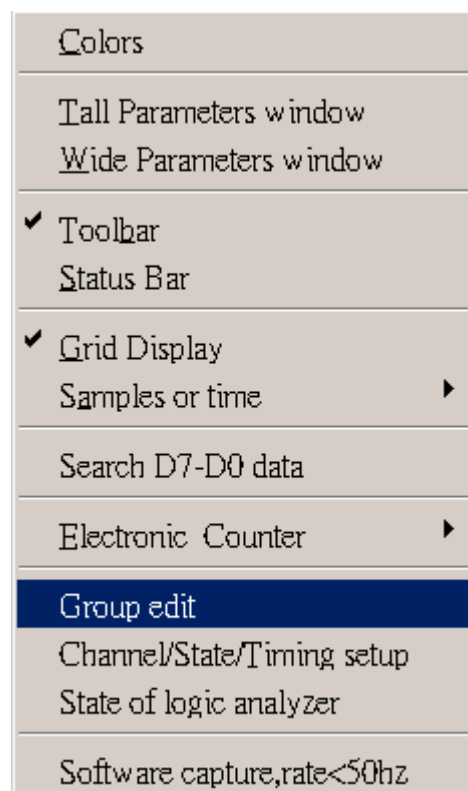 Colors
Tall Parameters window
Wide Parameters window
Toolbar
Status Bar
Grid Display
Samples or time
Search D7-D0 data
Electronic Counter
Group edit
Channel/State/Timing setup
State of logic analyzer
Software capture,rate<50hz